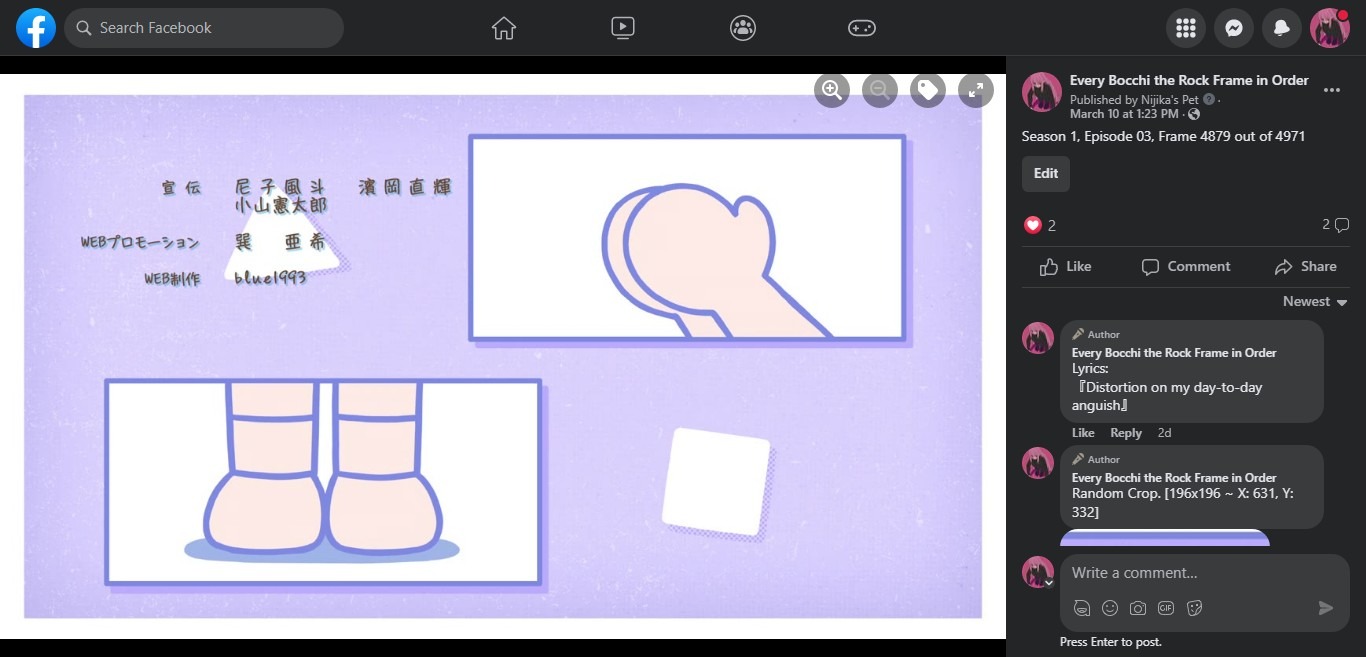 Search Facebook
宣伝 尼子風斗 濱岡直輝
小山憲太郎
WEBプロモーション 巽 亜希
WEB制作 blue1993
Every Bocchi the Rock Frame in Order
Published by Nijika's Pet ·
March 10 at 1:23 PM ·
Season 1, Episode 03, Frame 4879 out of 4971
Edit
2
2
Like Comment Share
Newest
Author
Every Bocchi the Rock Frame in Order
Lyrics:
『Distortion on my day-to-day
anguish』
Like Reply 2d
Author
Every Bocchi the Rock Frame in Order
Random Crop. [196x196 ~ X: 631, Y:
332]
Write a comment…
GIF
Press Enter to post.